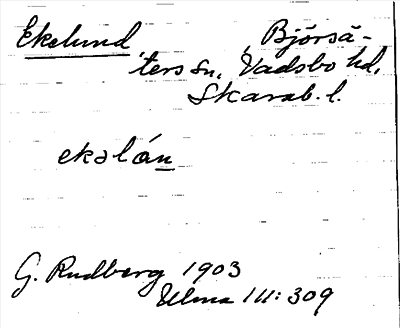 Ekelund Björsä-
ters sn, Vadsbo hd,
Skarab. l.
ekəlán
G. Rudberg 1903
Ulma 111: 309